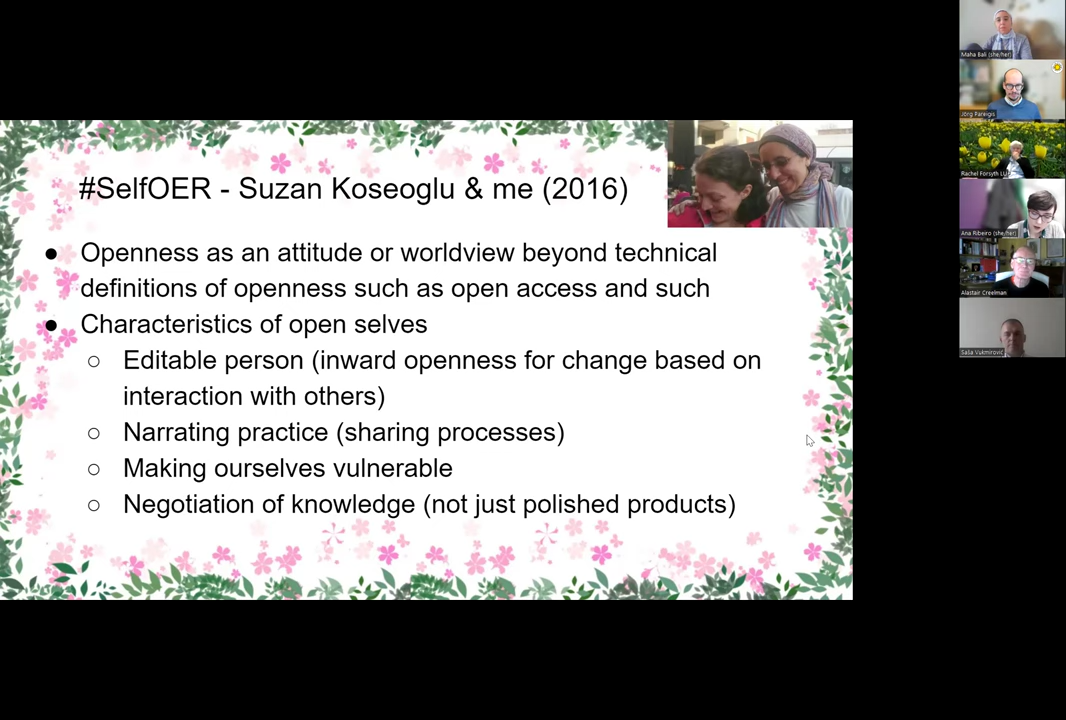 #SelfOER - Suzan Koseoglu & me (2016)
● Openness as an attitude or worldview beyond technical
definitions of openness such as open access and such
● Characteristics of open selves
○ Editable person (inward openness for change based on
interaction with others)
○ Narrating practice (sharing processes)
○ Making ourselves vulnerable
○ Negotiation of knowledge (not just polished products)
Maha Bali (she/her)
Jörg Pareigis
Rachel Forsyth LU
Ana Ribeiro (she/her)
Alastair Creelman
Saša Vukmirović